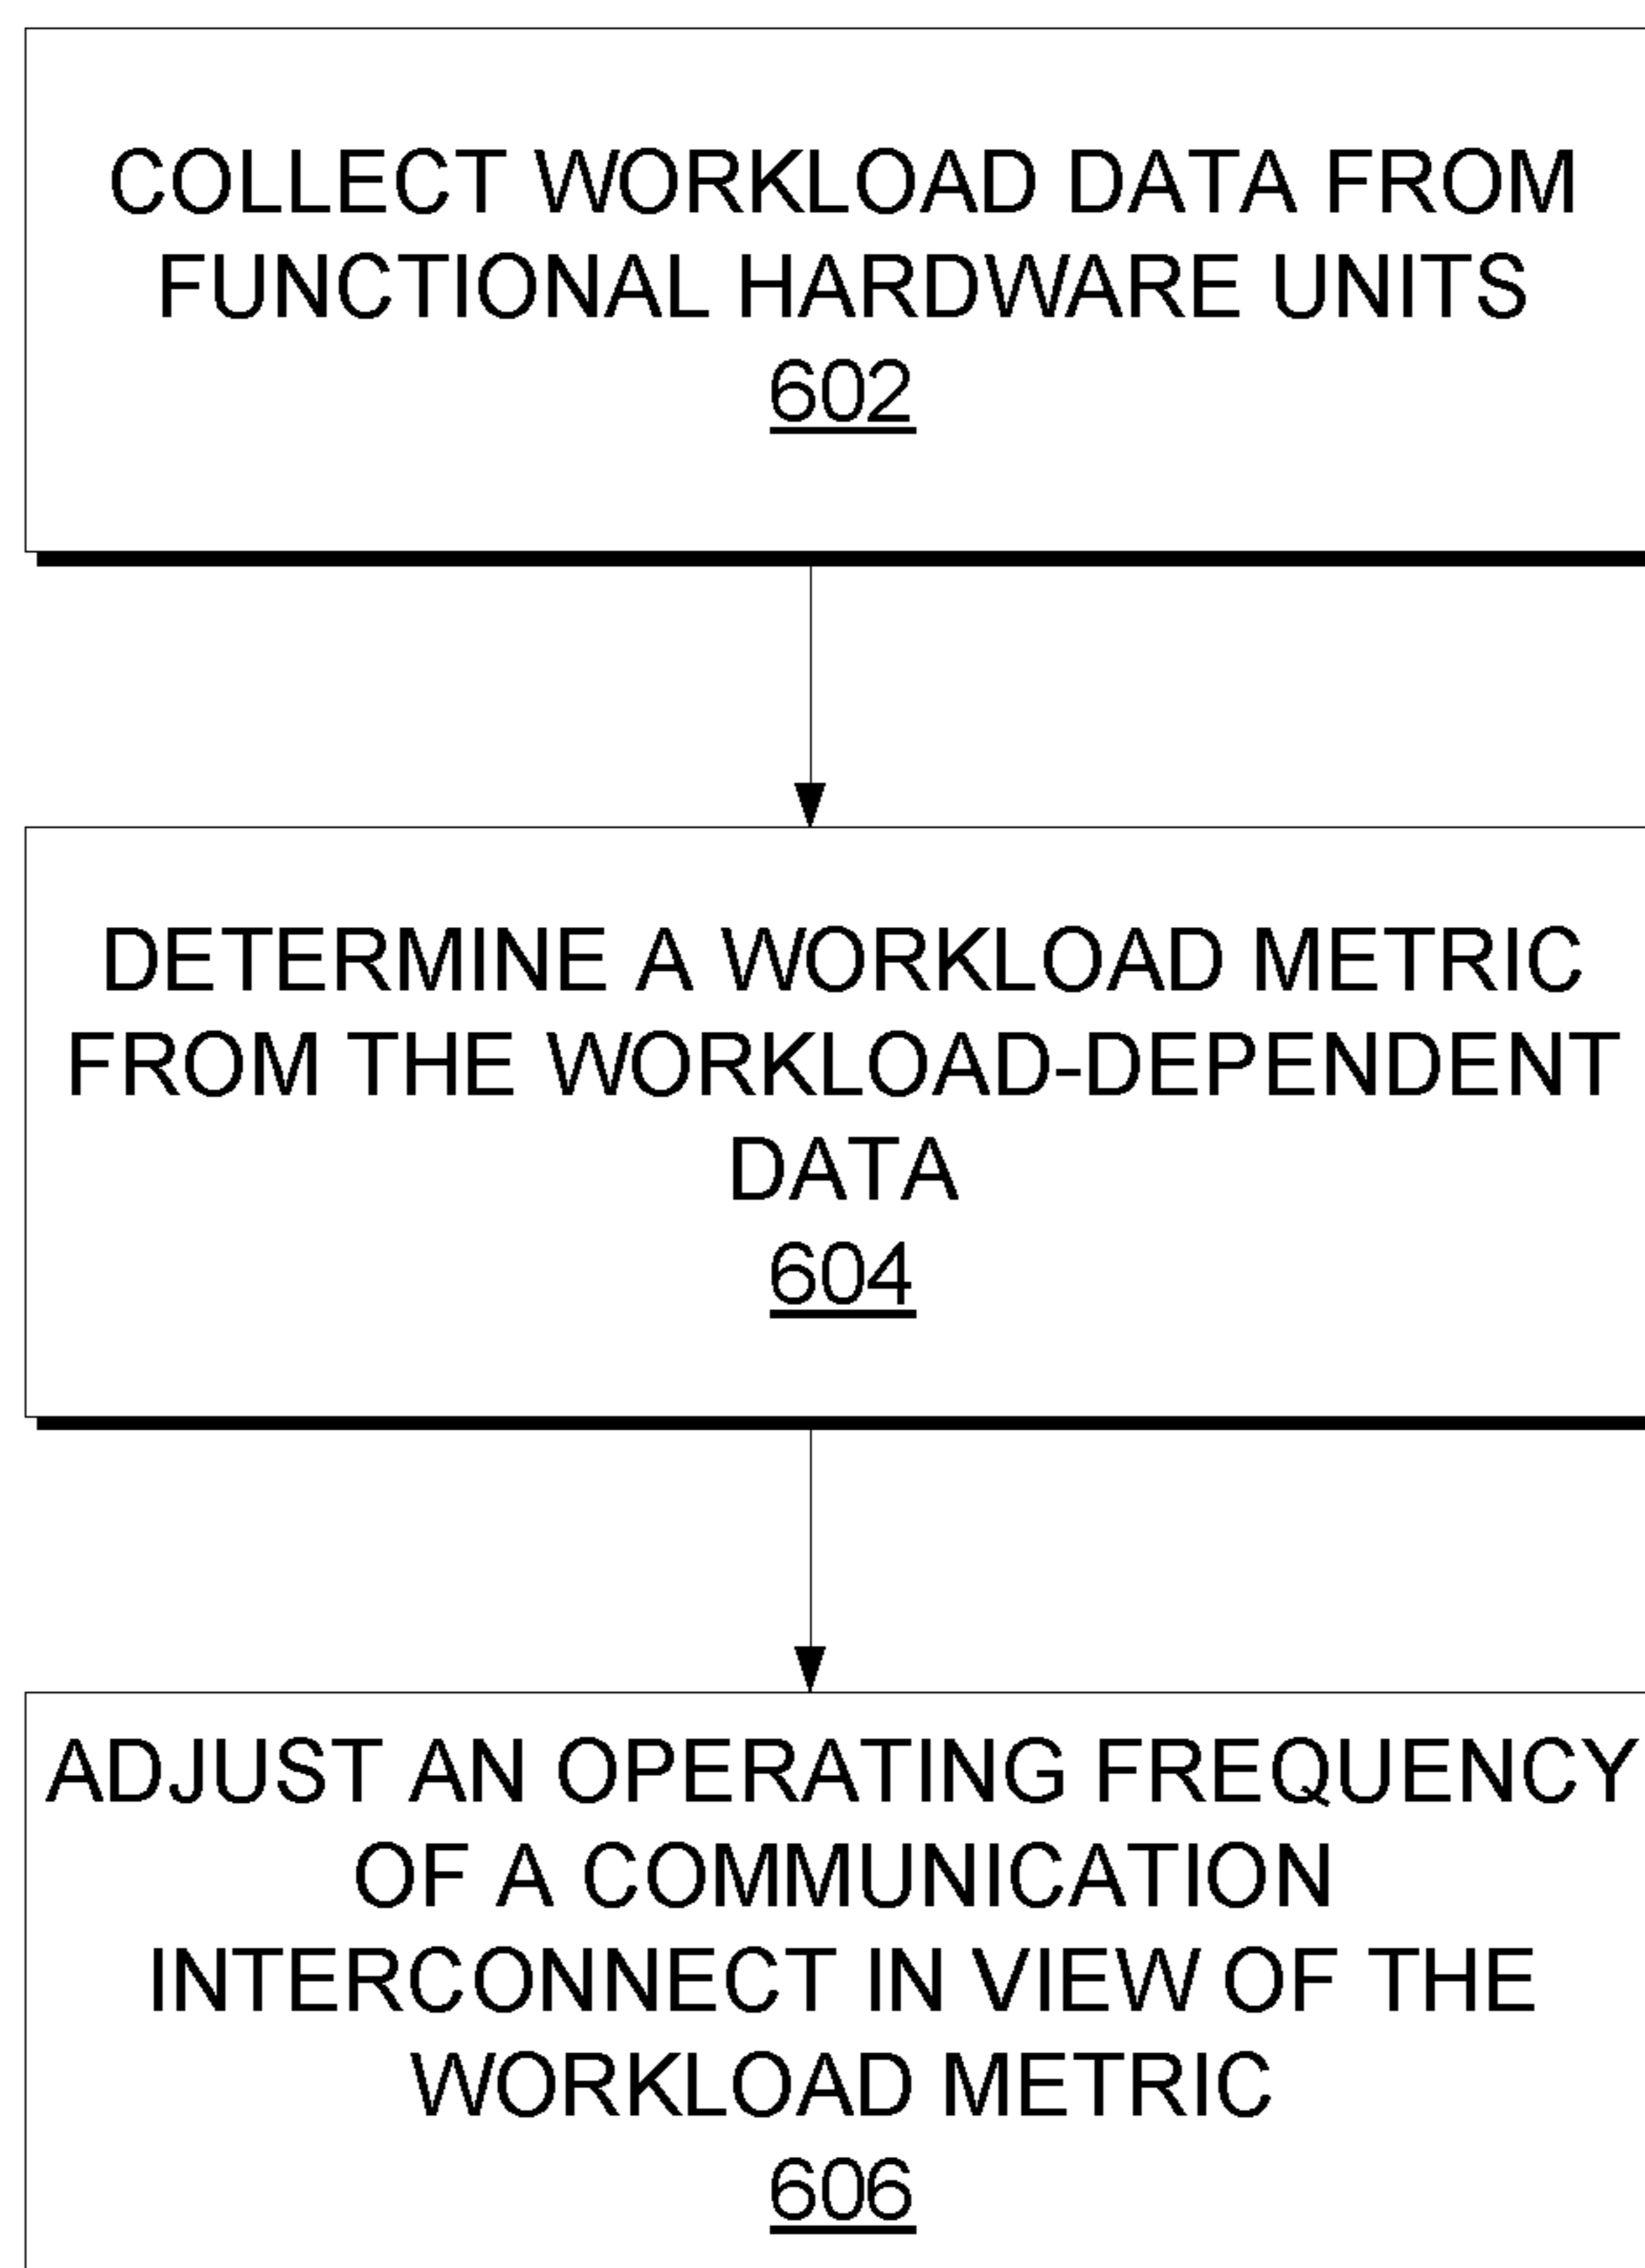 COLLECT WORKLOAD DATA FROM
FUNCTIONAL HARDWARE UNITS
602
DETERMINE A WORKLOAD METRIC
FROM THE WORKLOAD-DEPENDENT
DATA
604
ADJUST AN OPERATING FREQUENCY
OF A COMMUNICATION
INTERCONNECT IN VIEW OF THE
WORKLOAD METRIC
606